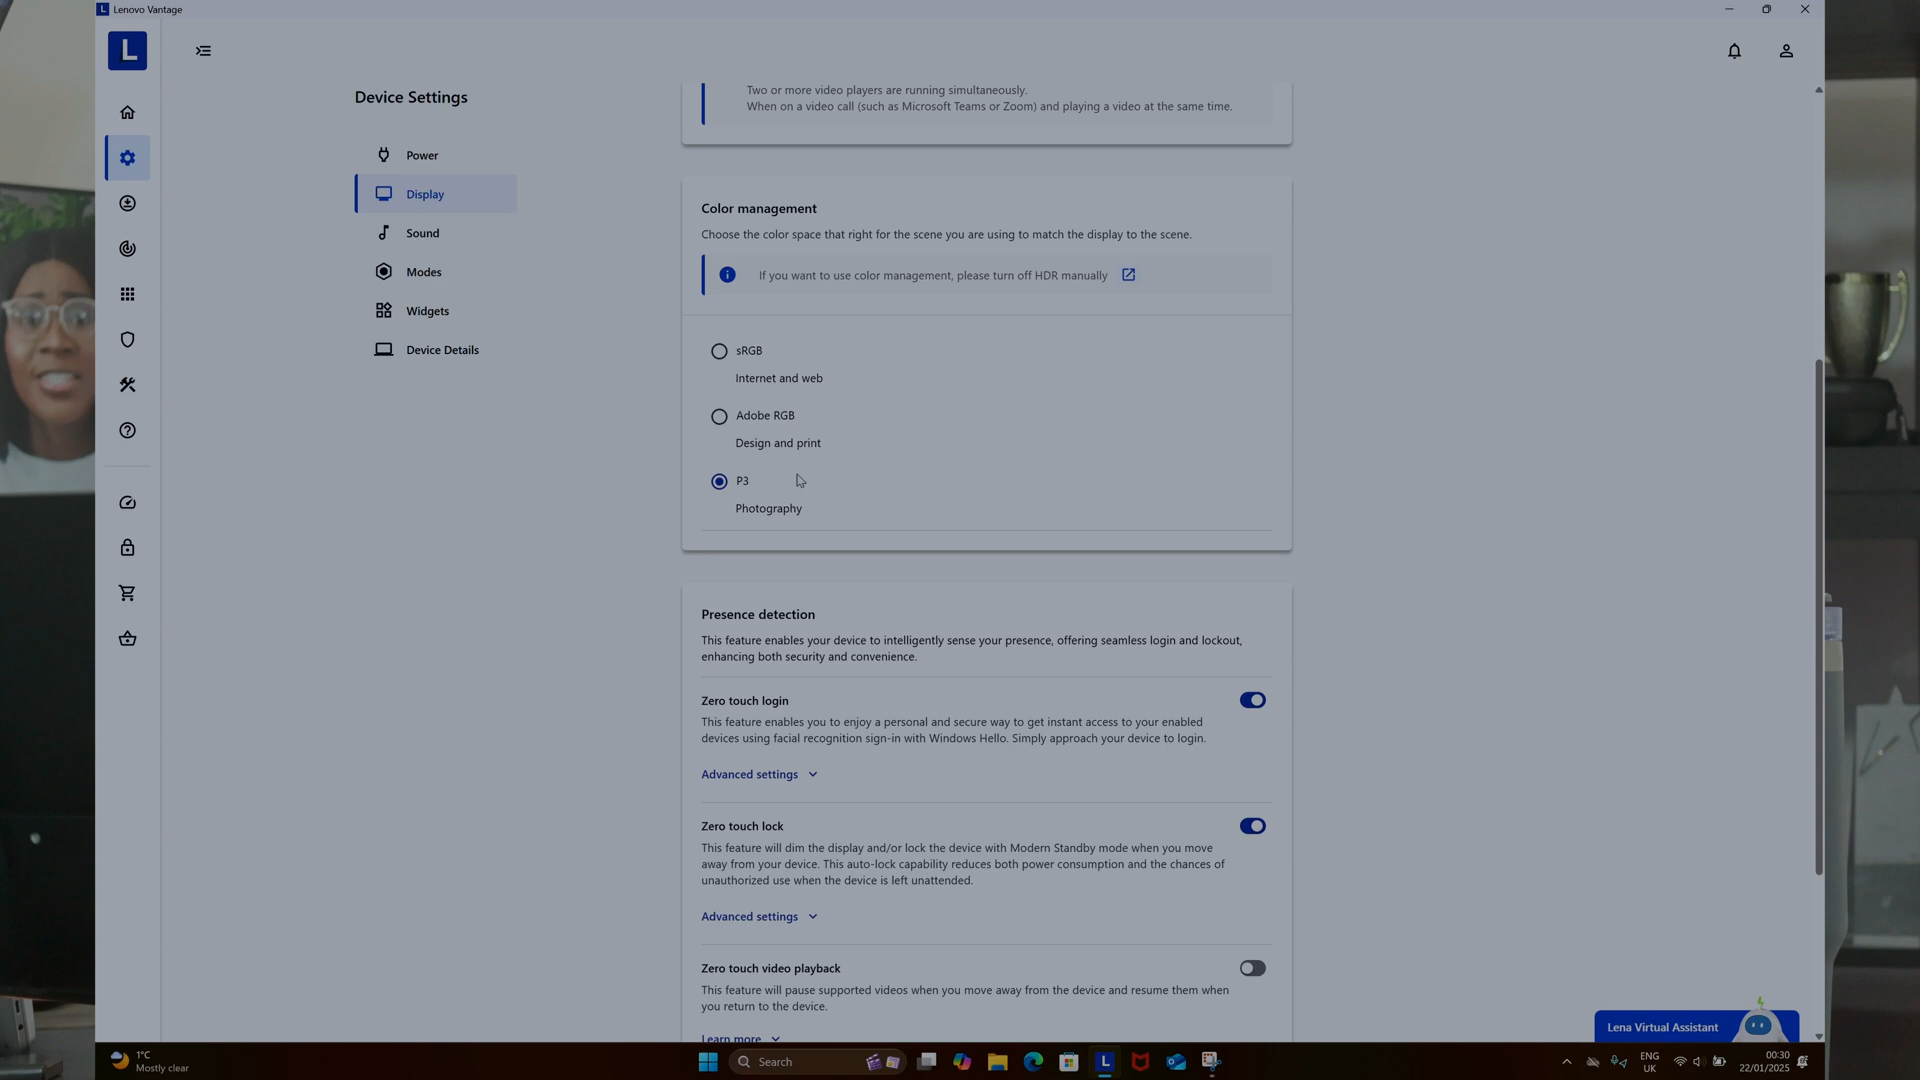 L Lenovo Vantage
L
Device Settings
Power
Display
Sound
Modes
Widgets
Device Details
Two or more video players are running simultaneously.
When on a video call (such as Microsoft Teams or Zoom) and playing a video at the same time.
Color management
Choose the color space that right for the scene you are using to match the display to the scene.
If you want to use color management, please turn off HDR manually
sRGB
Internet and web
Adobe RGB
Design and print
P3
Photography
Presence detection
This feature enables your device to intelligently sense your presence, offering seamless login and lockout,
enhancing both security and convenience.
Zero touch login
This feature enables you to enjoy a personal and secure way to get instant access to your enabled
devices using facial recognition sign-in with Windows Hello. Simply approach your device to login.
Advanced settings
Zero touch lock
This feature will dim the display and/or lock the device with Modern Standby mode when you move
away from your device. This auto-lock capability reduces both power consumption and the chances of
unauthorized use when the device is left unattended.
Advanced settings
Zero touch video playback
This feature will pause supported videos when you move away from the device and resume them when
you return to the device.
Learn more
Lena Virtual Assistant
1°C
Mostly clear
Search
L
ENG
UK
00:30
22/01/2025